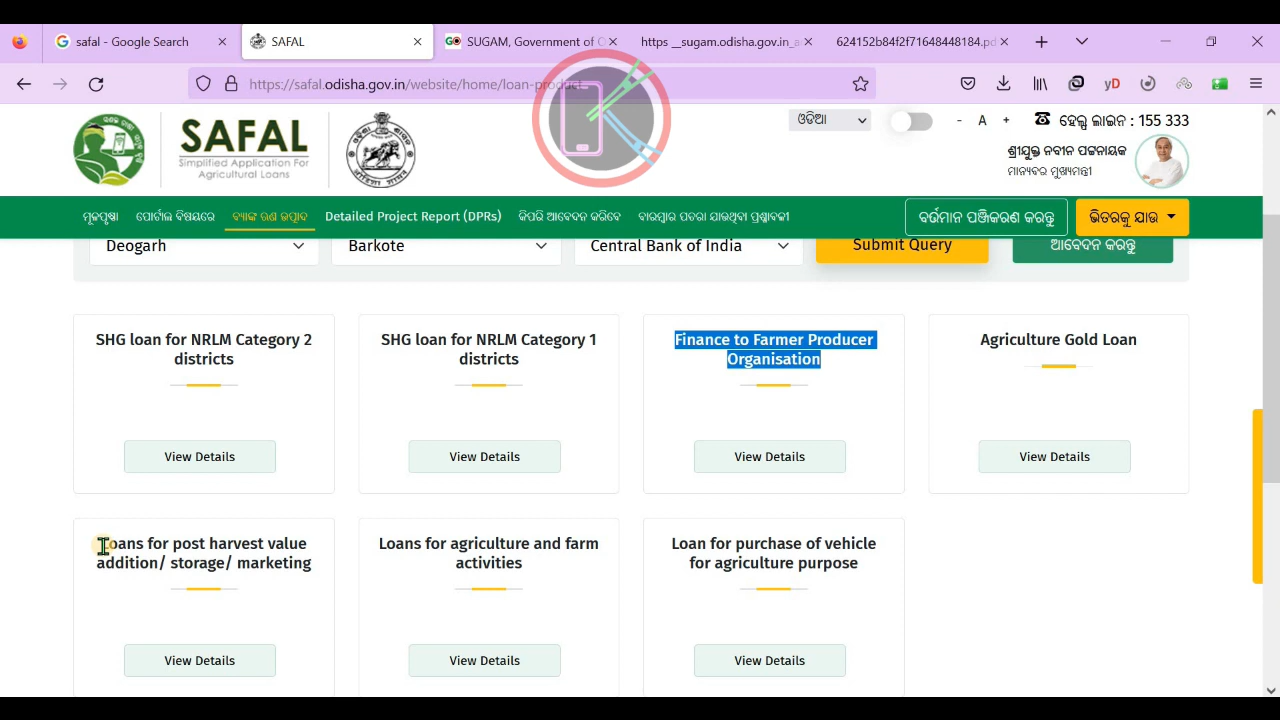 safal - Google Search
SAFAL
SUGAM, Government of O
https __sugam.odisha.gov.in_a
624152b84f2f71648448184.pd
https://safal.odisha.gov.in/website/home/loan-product
yD
SAFAL
Simplified Application For
Agricultural Loans
ଓଡିଆ
- A +
ହେଲ୍ପ ଲାଇନ : 155 333
ଶ୍ରୀଯୁକ୍ତ ନବୀନ ପଟ୍ଟନାୟକ
ମାନ୍ୟବର ମୁଖ୍ୟମନ୍ତ୍ରୀ
ମୂଳପୃଷ୍ଠା ପୋର୍ଟାଲ ବିଷୟରେ ବ୍ୟାଙ୍କ ଋଣ ଉତ୍ପାଦ Detailed Project Report (DPRs) କିପରି ଆବେଦନ କରିବେ ବାରମ୍ବାର ପଚରା ଯାଉଥିବା ପ୍ରଶ୍ନାବଳୀ ବର୍ତ୍ତମାନ ପଞ୍ଜିକରଣ କରନ୍ତୁ ଭିତରକୁ ଯାଉ
Deogarh Barkote Central Bank of India Submit Query ଆବେଦନ କରନ୍ତୁ
SHG loan for NRLM Category 2
districts
SHG loan for NRLM Category 1
districts
Finance to Farmer Producer
Organisation
Agriculture Gold Loan
View Details View Details View Details View Details
Loans for post harvest value
addition/ storage/ marketing
Loans for agriculture and farm
activities
Loan for purchase of vehicle
for agriculture purpose
View Details View Details View Details